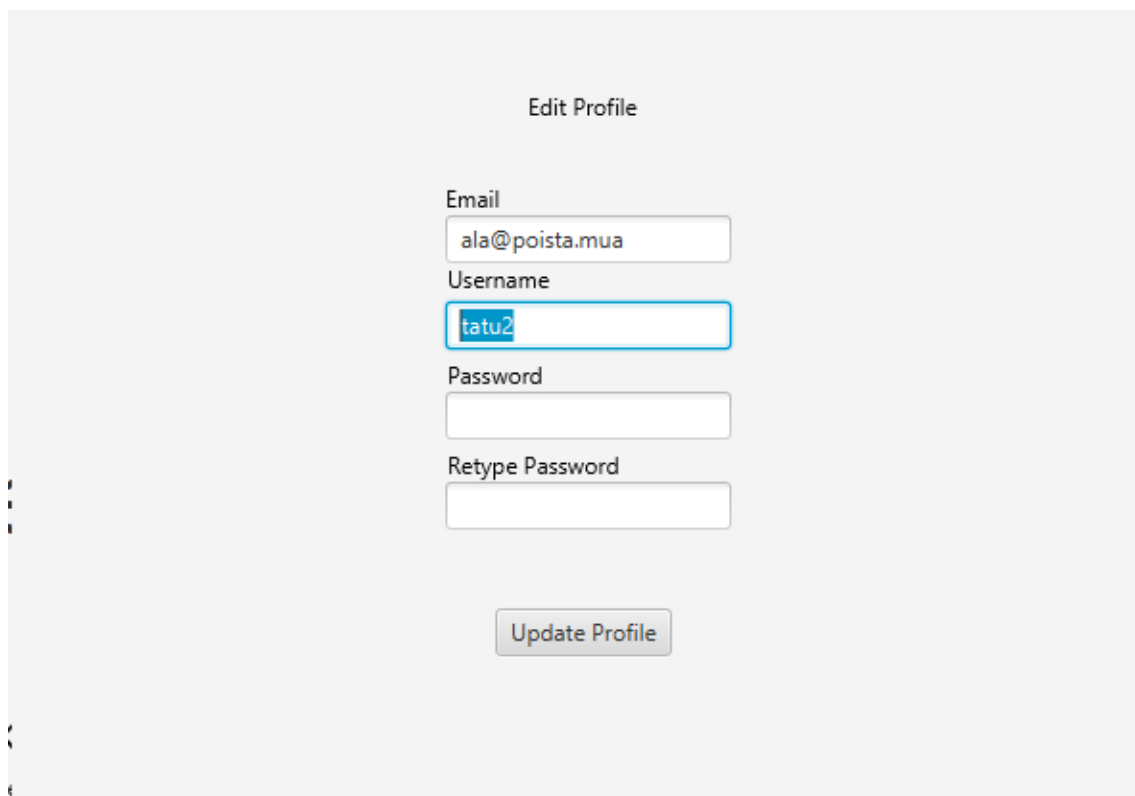 Edit Profile
Email
ala@poista.mua
Username
tatu2
Password
Retype Password
Update Profile